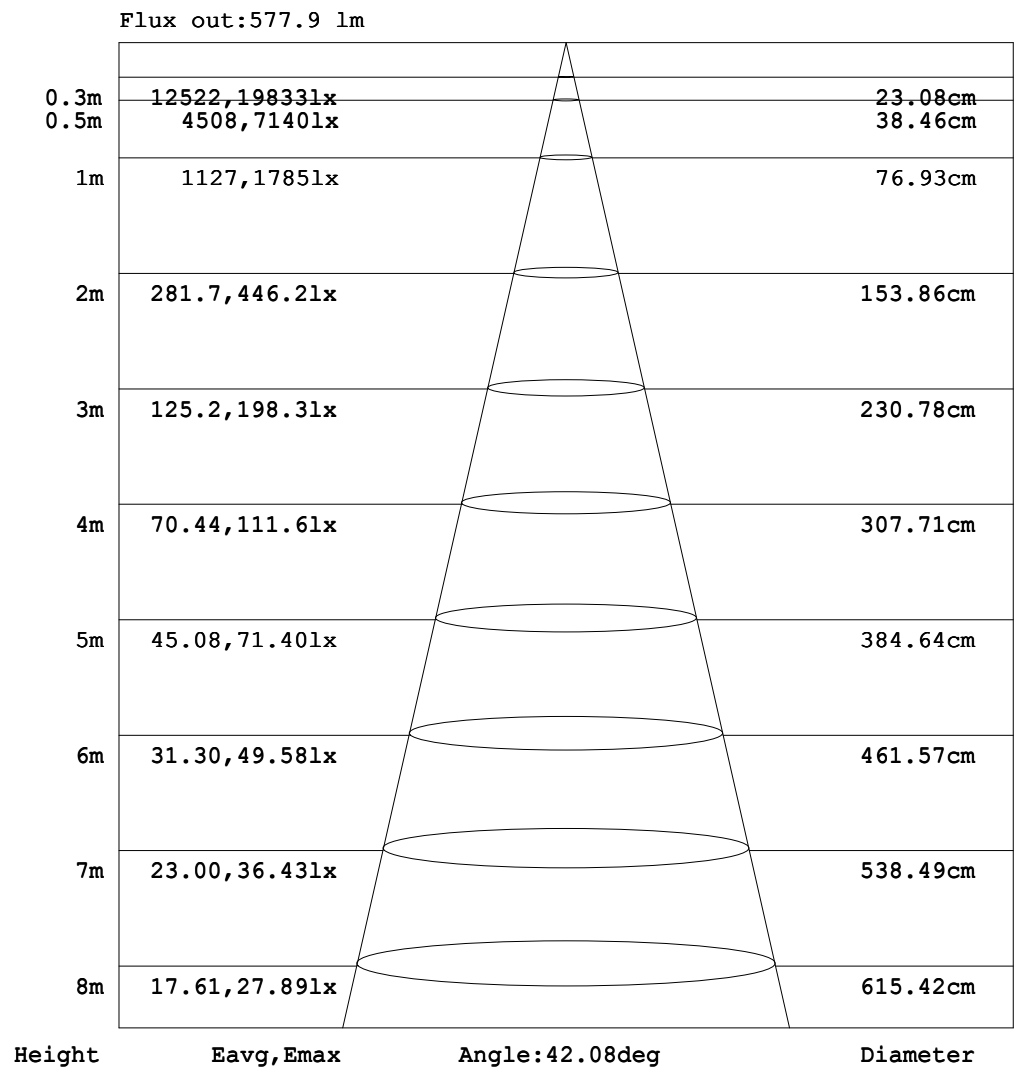 Flux out:577.9 lm
0.3m 12522,19833lx 23.08cm
0.5m 4508,7140lx 38.46cm
1m 1127,1785lx 76.93cm
2m 281.7,446.2lx 153.86cm
3m 125.2,198.3lx 230.78cm
4m 70.44,111.6lx 307.71cm
5m 45.08,71.40lx 384.64cm
6m 31.30,49.58lx 461.57cm
7m 23.00,36.43lx 538.49cm
8m 17.61,27.89lx 615.42cm
Height Eavg,Emax Angle:42.08deg Diameter